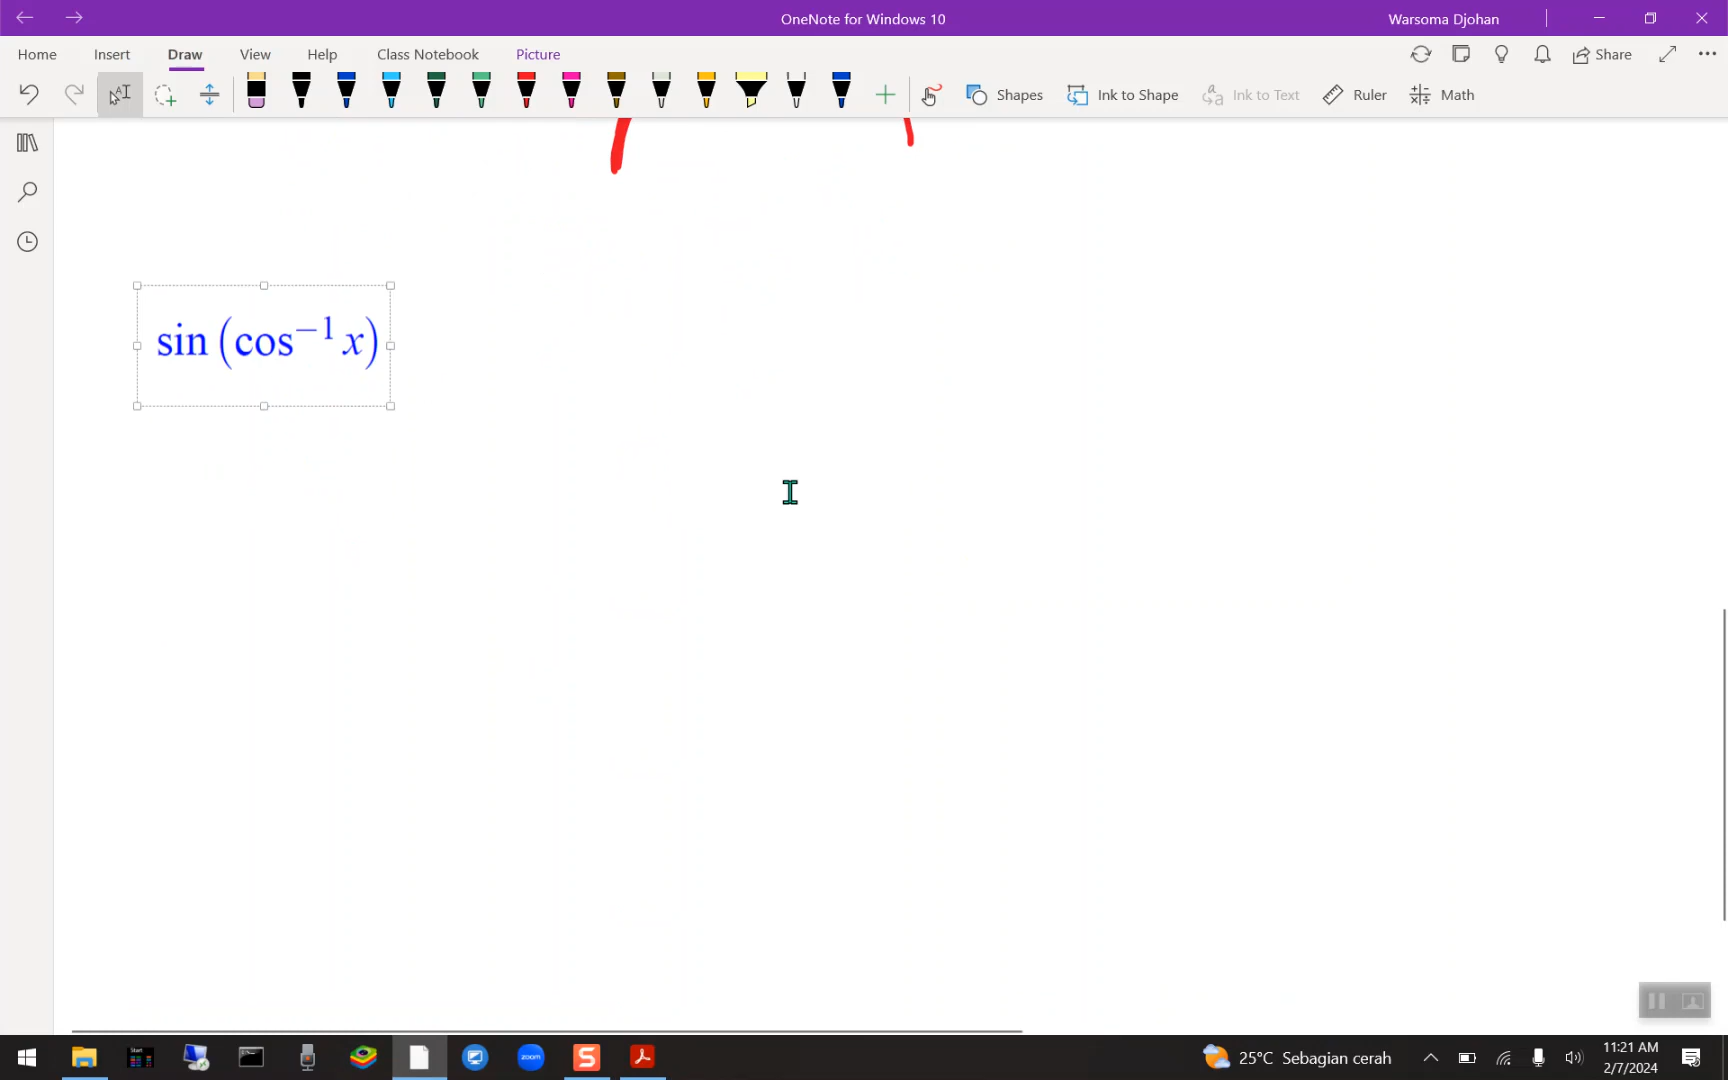 OneNote for Windows 10
Warsoma Djohan
Home Insert Draw View Help Class Notebook Picture
Share
Shapes Ink to Shape Ink to Text Ruler Math
sin (cos⁻¹ x)
25°C Sebagian cerah
11:21 AM
2/7/2024